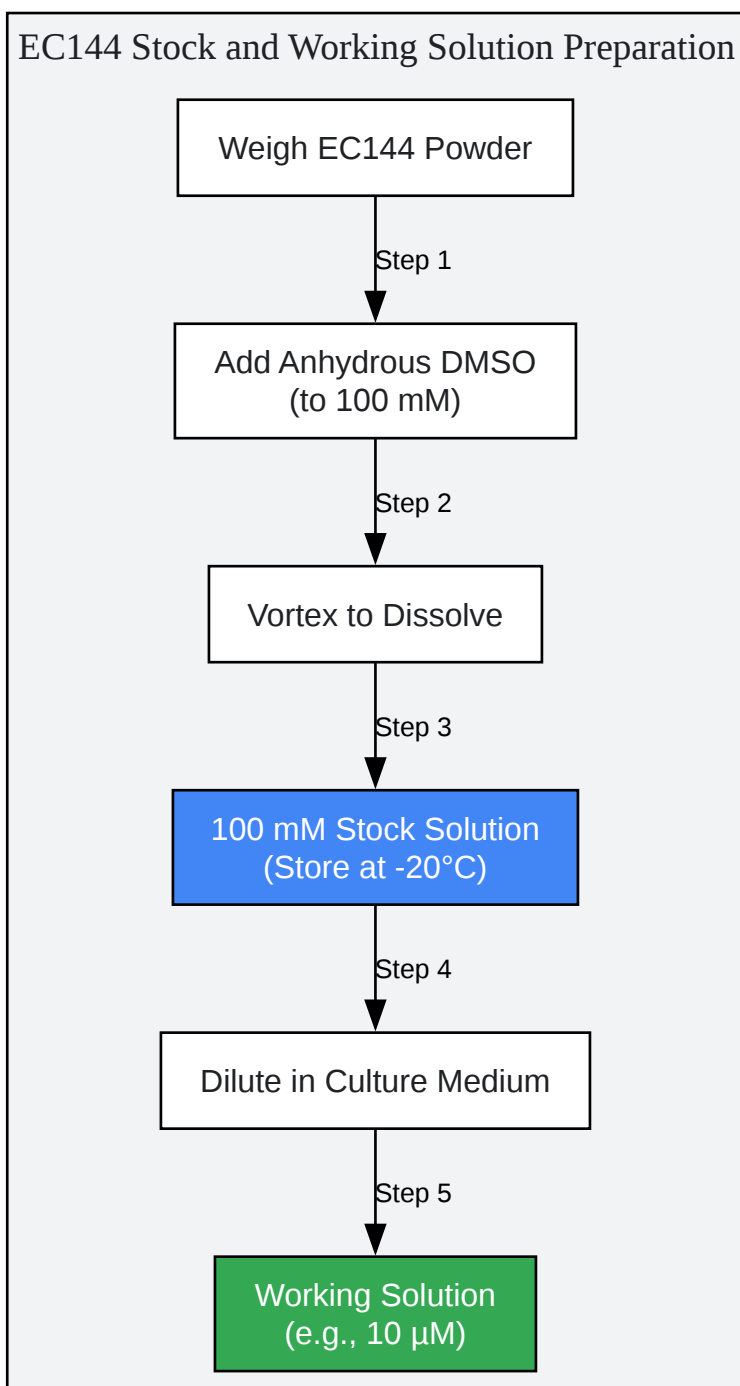 EC144 Stock and Working Solution Preparation
Weigh EC144 Powder
Step 1
Add Anhydrous DMSO
(to 100 mM)
Step 2
Vortex to Dissolve
Step 3
100 mM Stock Solution
(Store at -20°C)
Step 4
Dilute in Culture Medium
Step 5
Working Solution
(e.g., 10 µM)